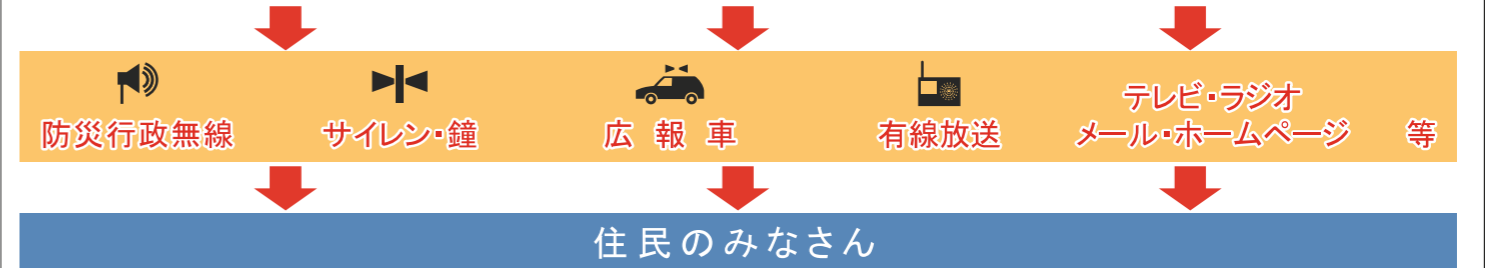 防災行政無線
サイレン・鐘
広報車
有線放送
テレビ・ラジオ
メール・ホームページ 等
住民のみなさん